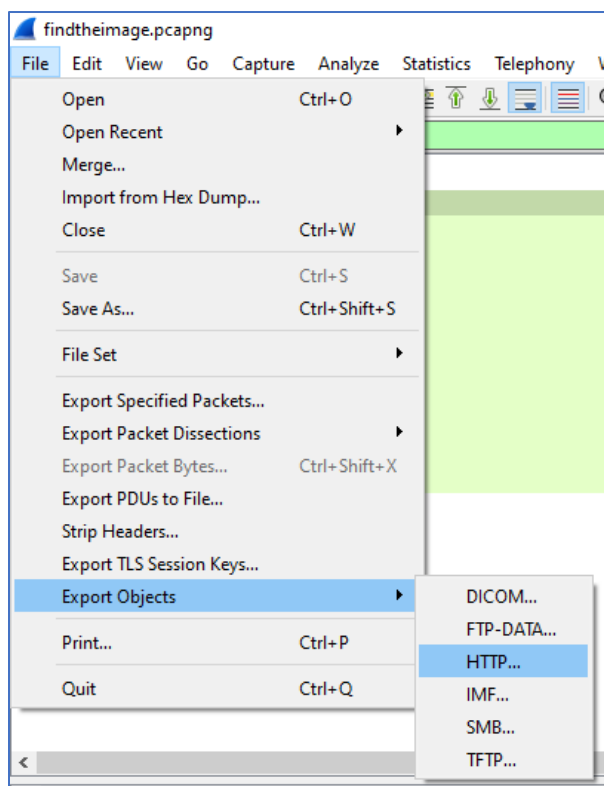 findtheimage.pcapng
File Edit View Go Capture Analyze Statistics Telephony
Open Ctrl+O
Open Recent
Merge...
Import from Hex Dump...
Close Ctrl+W
Save Ctrl+S
Save As... Ctrl+Shift+S
File Set
Export Specified Packets...
Export Packet Dissections
Export Packet Bytes... Ctrl+Shift+X
Export PDUs to File...
Strip Headers...
Export TLS Session Keys...
Export Objects
DICOM...
FTP-DATA...
HTTP...
IMF...
SMB...
TFTP...
Print... Ctrl+P
Quit Ctrl+Q